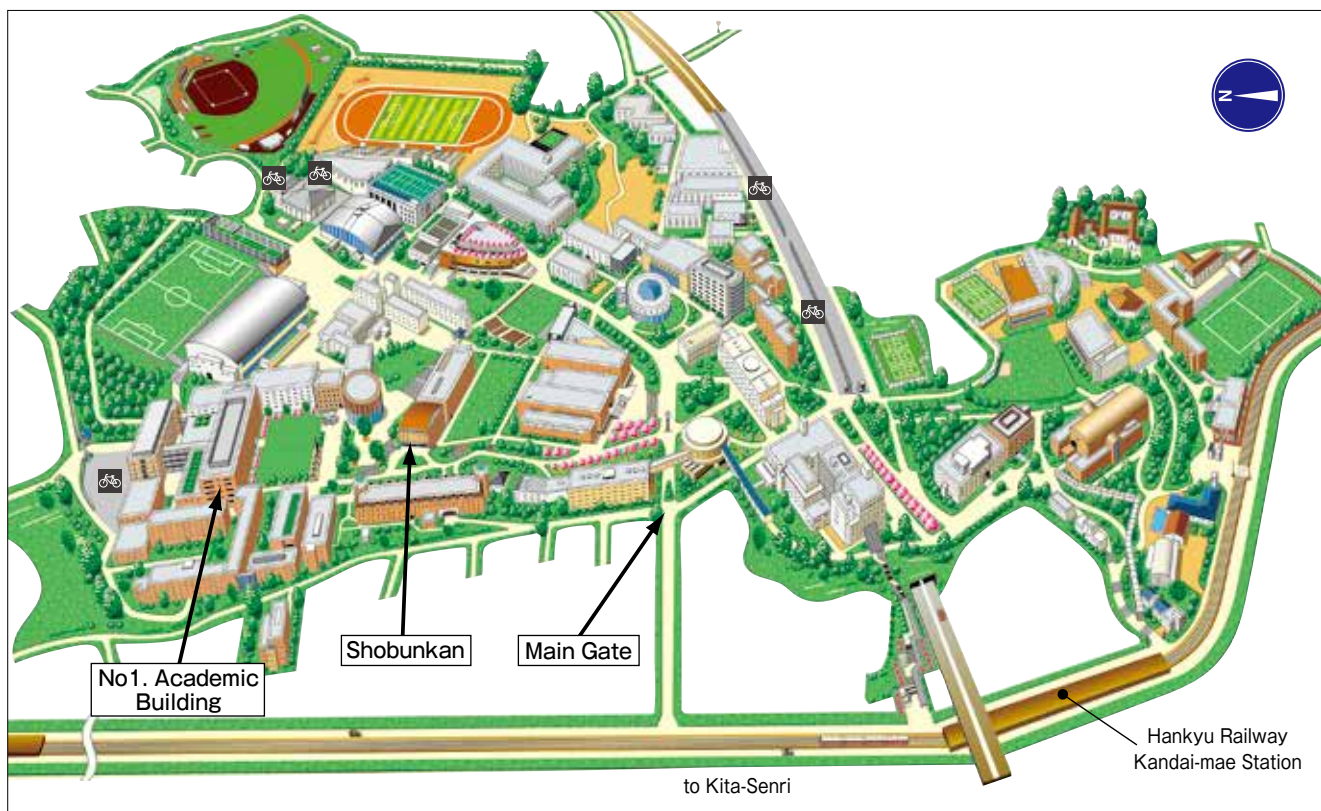 N
Shobunkan
Main Gate
No1. Academic
Building
Hankyu Railway
Kandai-mae Station
to Kita-Senri